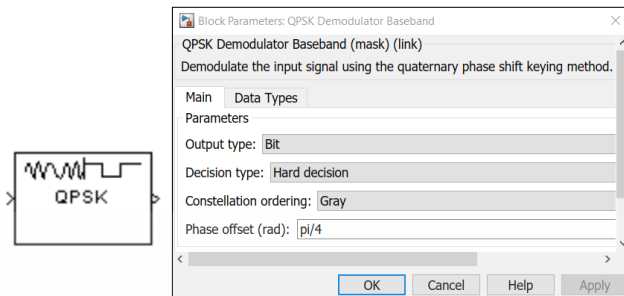 QPSK
Block Parameters: QPSK Demodulator Baseband
QPSK Demodulator Baseband (mask) (link)
Demodulate the input signal using the quaternary phase shift keying method.
Main Data Types
Parameters
Output type: Bit
Decision type: Hard decision
Constellation ordering: Gray
Phase offset (rad): pi/4
OK Cancel Help Apply